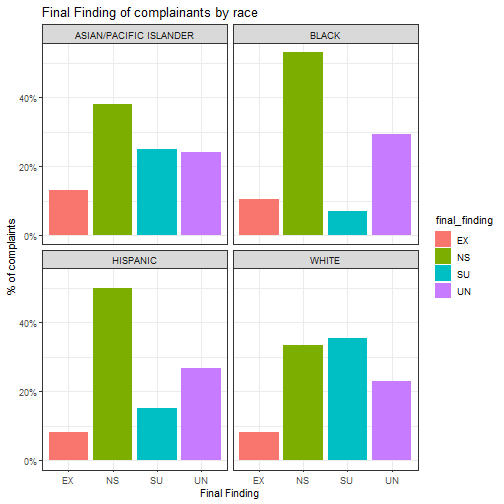 Final Finding of complainants by race
ASIAN/PACIFIC ISLANDER
BLACK
40%
20%
0%
HISPANIC
WHITE
40%
20%
0%
EX NS SU UN
EX NS SU UN
Final Finding
% of complaints
final_finding
EX
NS
SU
UN